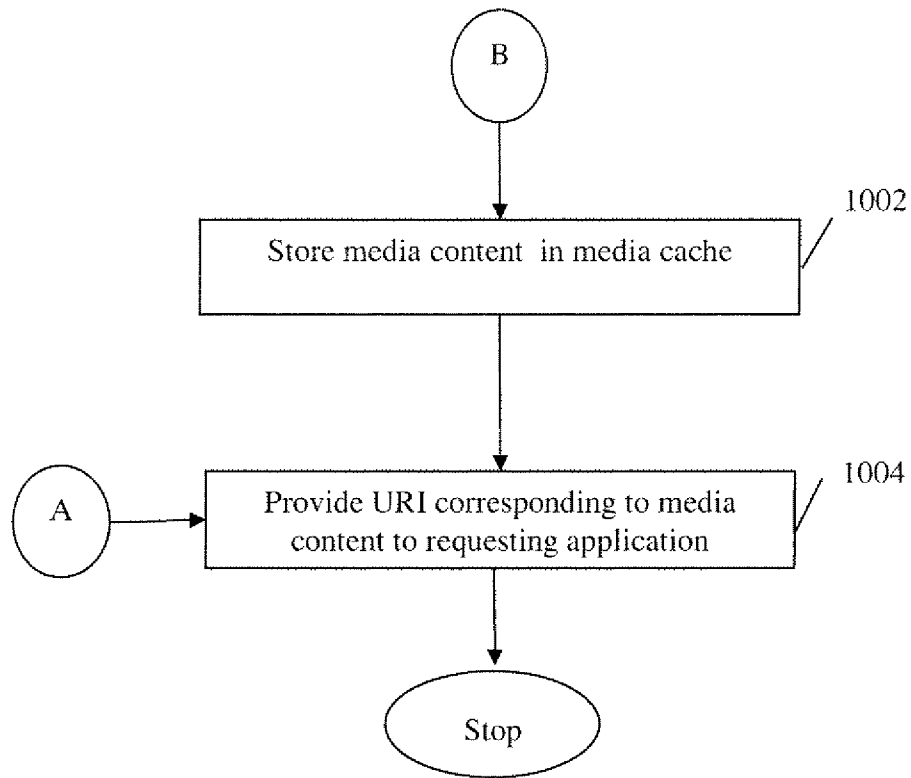 B
1002
Store media content in media cache
1004
A
Provide URI corresponding to media
content to requesting application
Stop